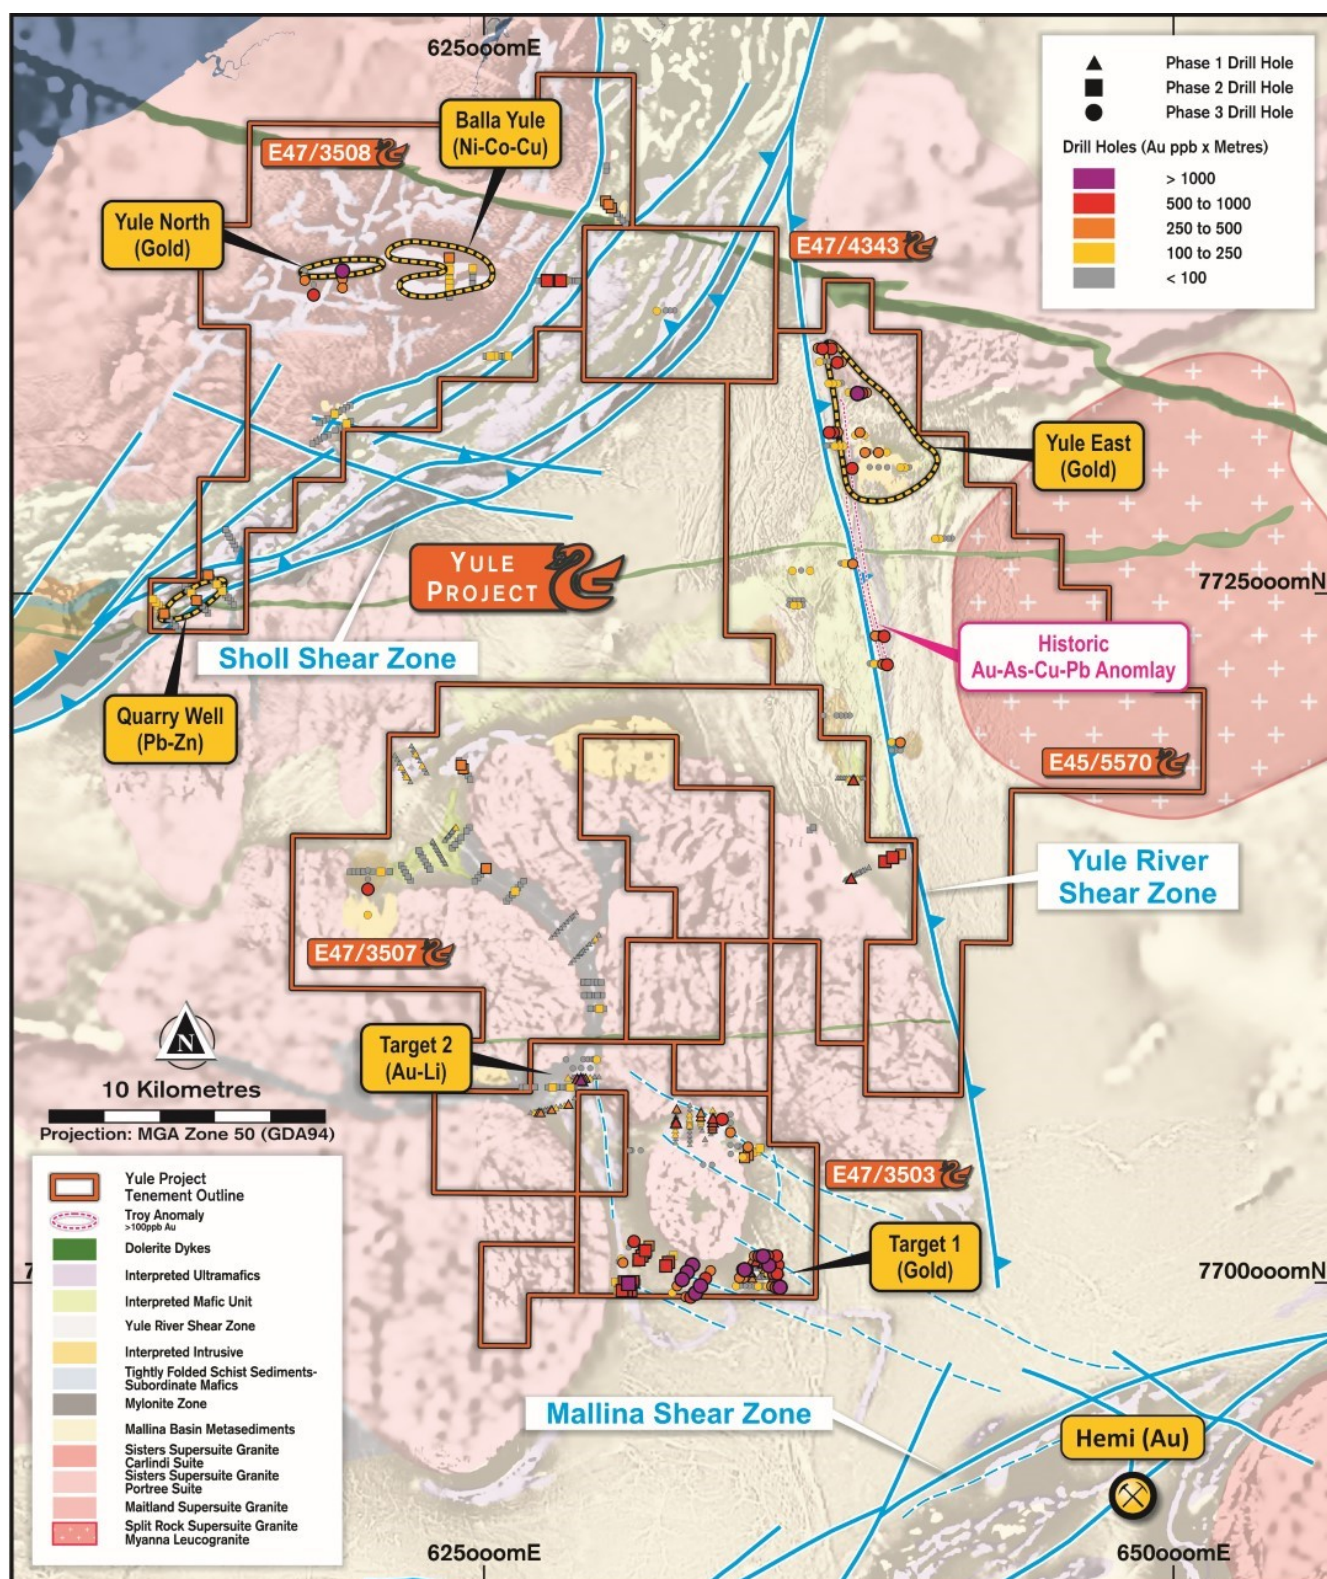 625000mE
Phase 1 Drill Hole
Phase 2 Drill Hole
Phase 3 Drill Hole
Drill Holes (Au ppb x Metres)
> 1000
500 to 1000
250 to 500
100 to 250
< 100
Balla Yule
(Ni-Co-Cu)
E47/3508
Yule North
(Gold)
E47/4343
Yule East
(Gold)
YULE
PROJECT
7725000mN
Historic
Au-As-Cu-Pb Anomlay
Sholl Shear Zone
Quarry Well
(Pb-Zn)
E45/5570
Yule River
Shear Zone
E47/3507
N
10 Kilometres
Projection: MGA Zone 50 (GDA94)
Target 2
(Au-Li)
E47/3503
Target 1
(Gold)
7700000mN
7
Yule Project
Tenement Outline
Troy Anomaly
>100ppb Au
Dolerite Dykes
Interpreted Ultramafics
Interpreted Mafic Unit
Yule River Shear Zone
Interpreted Intrusive
Tightly Folded Schist Sediments-
Subordinate Mafics
Mylonite Zone
Mallina Basin Metasediments
Sisters Supersuite Granite
Carlindi Suite
Sisters Supersuite Granite
Portree Suite
Maitland Supersuite Granite
Split Rock Supersuite Granite
Myanna Leucogranite
Mallina Shear Zone
Hemi (Au)
625000mE
650000mE